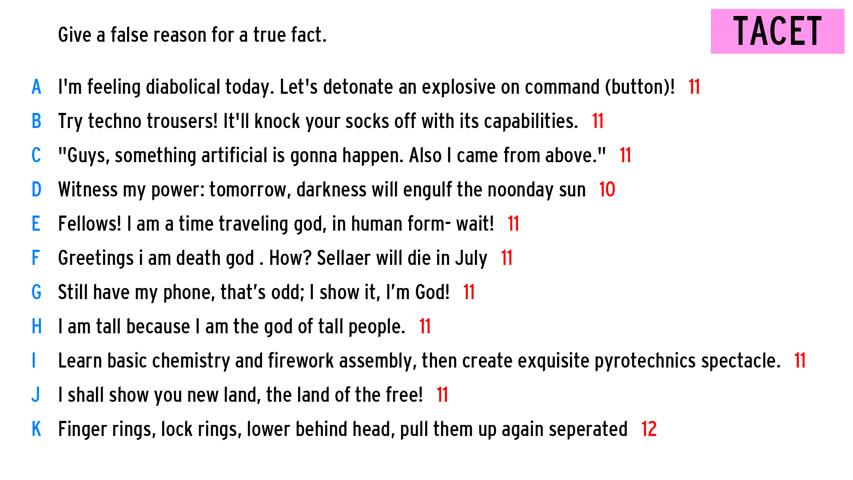 Give a false reason for a true fact.
TACET
A I'm feeling diabolical today. Let's detonate an explosive on command (button)! 11
B Try techno trousers! It'll knock your socks off with its capabilities. 11
C "Guys, something artificial is gonna happen. Also I came from above." 11
D Witness my power: tomorrow, darkness will engulf the noonday sun 10
E Fellows! I am a time traveling god, in human form- wait! 11
F Greetings i am death god . How? Sellaer will die in July 11
G Still have my phone, that’s odd; I show it, I’m God! 11
H I am tall because I am the god of tall people. 11
I Learn basic chemistry and firework assembly, then create exquisite pyrotechnics spectacle. 11
J I shall show you new land, the land of the free! 11
K Finger rings, lock rings, lower behind head, pull them up again seperated 12